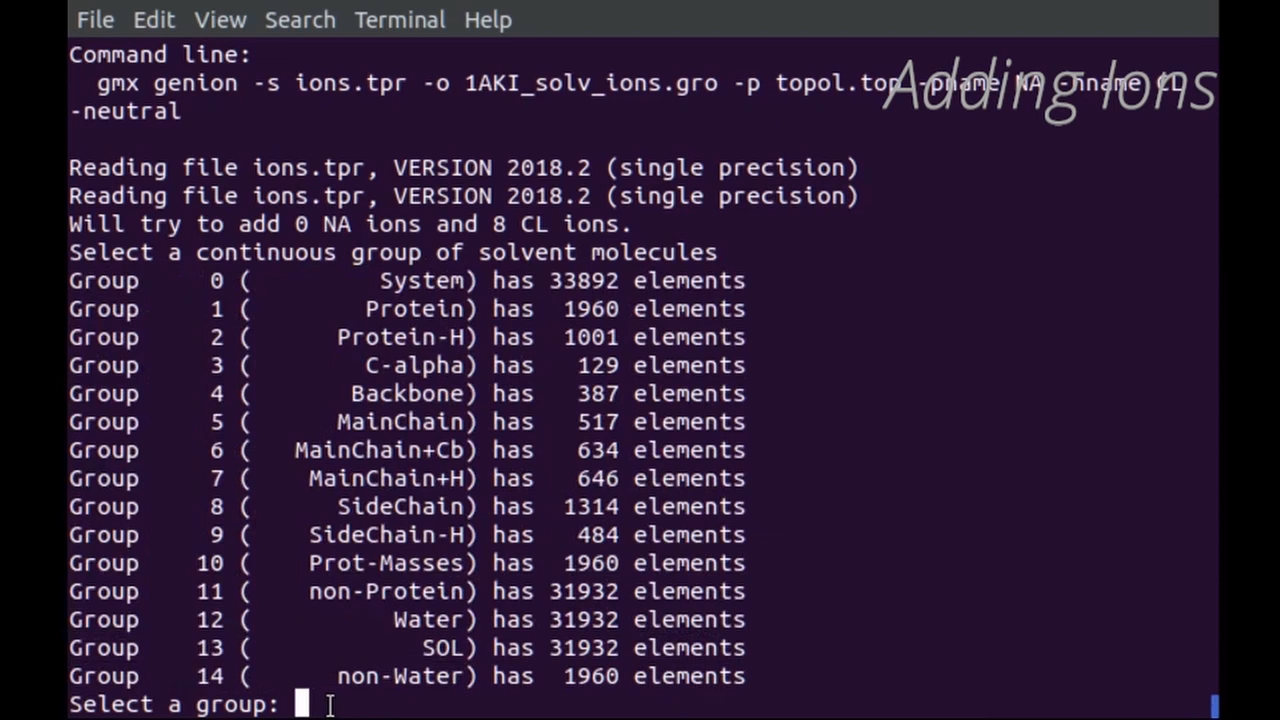 File Edit View Search Terminal Help
Command line:
gmx genion -s ions.tpr -o 1AKI_solv_ions.gro -p topol.top -pname NA -nname CL
-neutral
Adding Ions
Reading file ions.tpr, VERSION 2018.2 (single precision)
Reading file ions.tpr, VERSION 2018.2 (single precision)
Will try to add 0 NA ions and 8 CL ions.
Select a continuous group of solvent molecules
Group 0 ( System) has 33892 elements
Group 1 ( Protein) has 1960 elements
Group 2 ( Protein-H) has 1001 elements
Group 3 ( C-alpha) has 129 elements
Group 4 ( Backbone) has 387 elements
Group 5 ( MainChain) has 517 elements
Group 6 ( MainChain+Cb) has 634 elements
Group 7 ( MainChain+H) has 646 elements
Group 8 ( SideChain) has 1314 elements
Group 9 ( SideChain-H) has 484 elements
Group 10 ( Prot-Masses) has 1960 elements
Group 11 ( non-Protein) has 31932 elements
Group 12 ( Water) has 31932 elements
Group 13 ( SOL) has 31932 elements
Group 14 ( non-Water) has 1960 elements
Select a group: